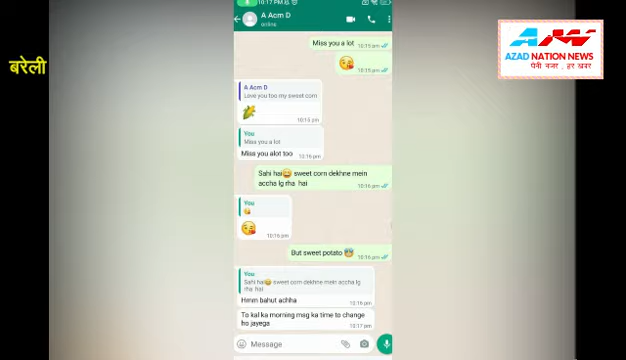 10:17 PM
A Acm D
online
बरेली
AZAD NATION NEWS
पैनी नजर, हर खबर
Miss you a lot
10:15 pm
😘
10:15 pm
A Acm D
Love you too my sweet corn
🌽
10:15 pm
You
Miss you a lot
Miss you alot too
10:16 pm
Sahi hai😄 sweet corn dekhne mein
accha lg rha hai
10:16 pm
You
😘
😘
10:16 pm
But sweet potato
10:16 pm
You
Sahi hai😄 sweet corn dekhne mein accha lg
rha hai
Hmm bahut achha
10:16 pm
To kal ka morning msg ka time to change
ho jayega
10:17 pm
Message